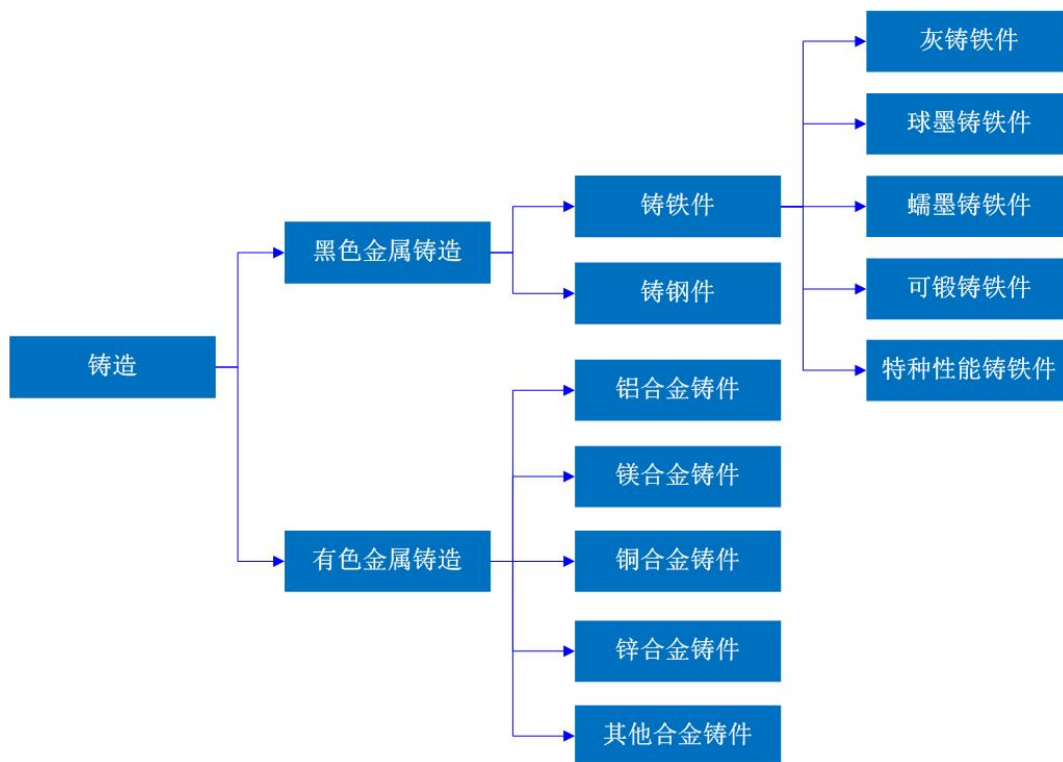 铸造
黑色金属铸造
有色金属铸造
铸铁件
铸钢件
铝合金铸件
镁合金铸件
铜合金铸件
锌合金铸件
其他合金铸件
灰铸铁件
球墨铸铁件
蠕墨铸铁件
可锻铸铁件
特种性能铸铁件